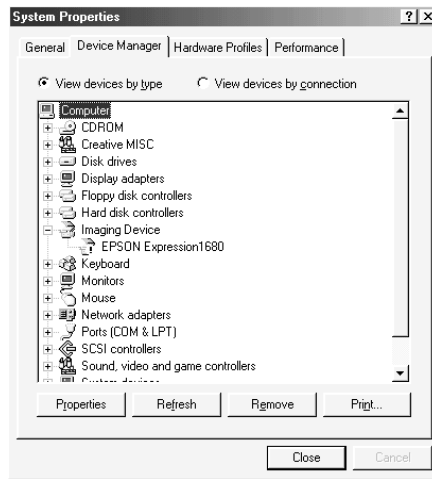 System Properties
General Device Manager Hardware Profiles Performance
View devices by type View devices by connection
Computer
CDROM
Creative MISC
Disk drives
Display adapters
Floppy disk controllers
Hard disk controllers
Imaging Device
EPSON Expression1680
Keyboard
Monitors
Mouse
Network adapters
Ports (COM & LPT)
SCSI controllers
Sound, video and game controllers
System devices
Properties Refresh Remove Print...
Close Cancel